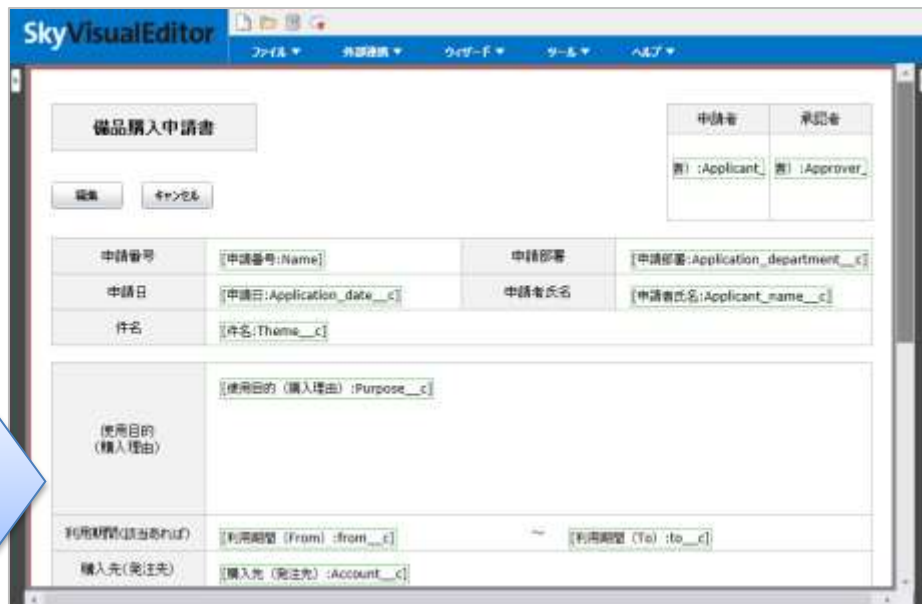 SkyVisualEditor
ファイル ▼ 外部連携 ▼ ウィザード ▼ ツール ▼ ヘルプ ▼
備品購入申請書
申請者 承認者
書）:Applicant_ 書）:Approver_
編集 キャンセル
申請番号 [申請番号:Name] 申請部署 [申請部署:Application_department__c]
申請日 [申請日:Application_date__c] 申請者氏名 [申請者氏名:Applicant_name__c]
件名 [件名:Theme__c]
[使用目的（購入理由）:Purpose__c]
使用目的
（購入理由）
利用期間(該当あれば) [利用期間（From）:from__c] ～ [利用期間（To）:to__c]
購入先(発注先) [購入先（発注先）:Account__c]